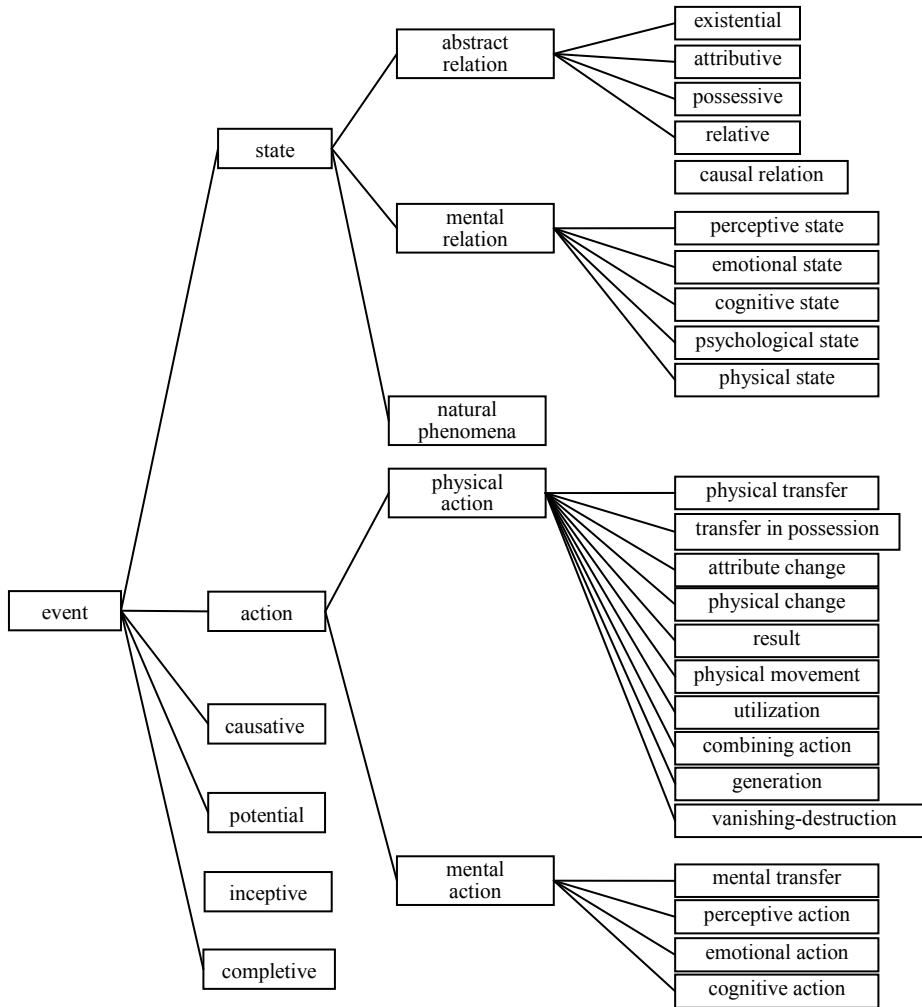 event
state
action
causative
potential
inceptive
completive
abstract
relation
mental
relation
natural
phenomena
physical
action
mental
action
existential
attributive
possessive
relative
causal relation
perceptive state
emotional state
cognitive state
psychological state
physical state
physical transfer
transfer in possession
attribute change
physical change
result
physical movement
utilization
combining action
generation
vanishing-destruction
mental transfer
perceptive action
emotional action
cognitive action